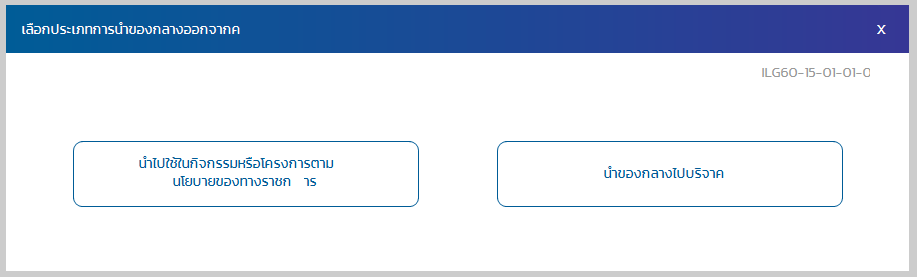 เลือกประเภทการนำของกลางออกจากค
X
ILG60-15-01-01-0
นำไปใช้ในกิจกรรมหรือโครงการตาม
นโยบายของทางราชก าร
นำของกลางไปบริจาค